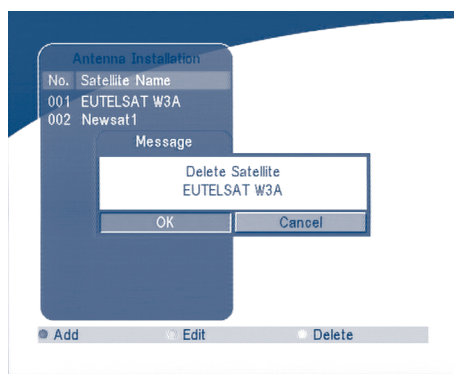 Antenna Installation
No. Satellite Name
001 EUTELSAT W3A
002 Newsat1
Message
Delete Satellite
EUTELSAT W3A
OK Cancel
Add Edit Delete